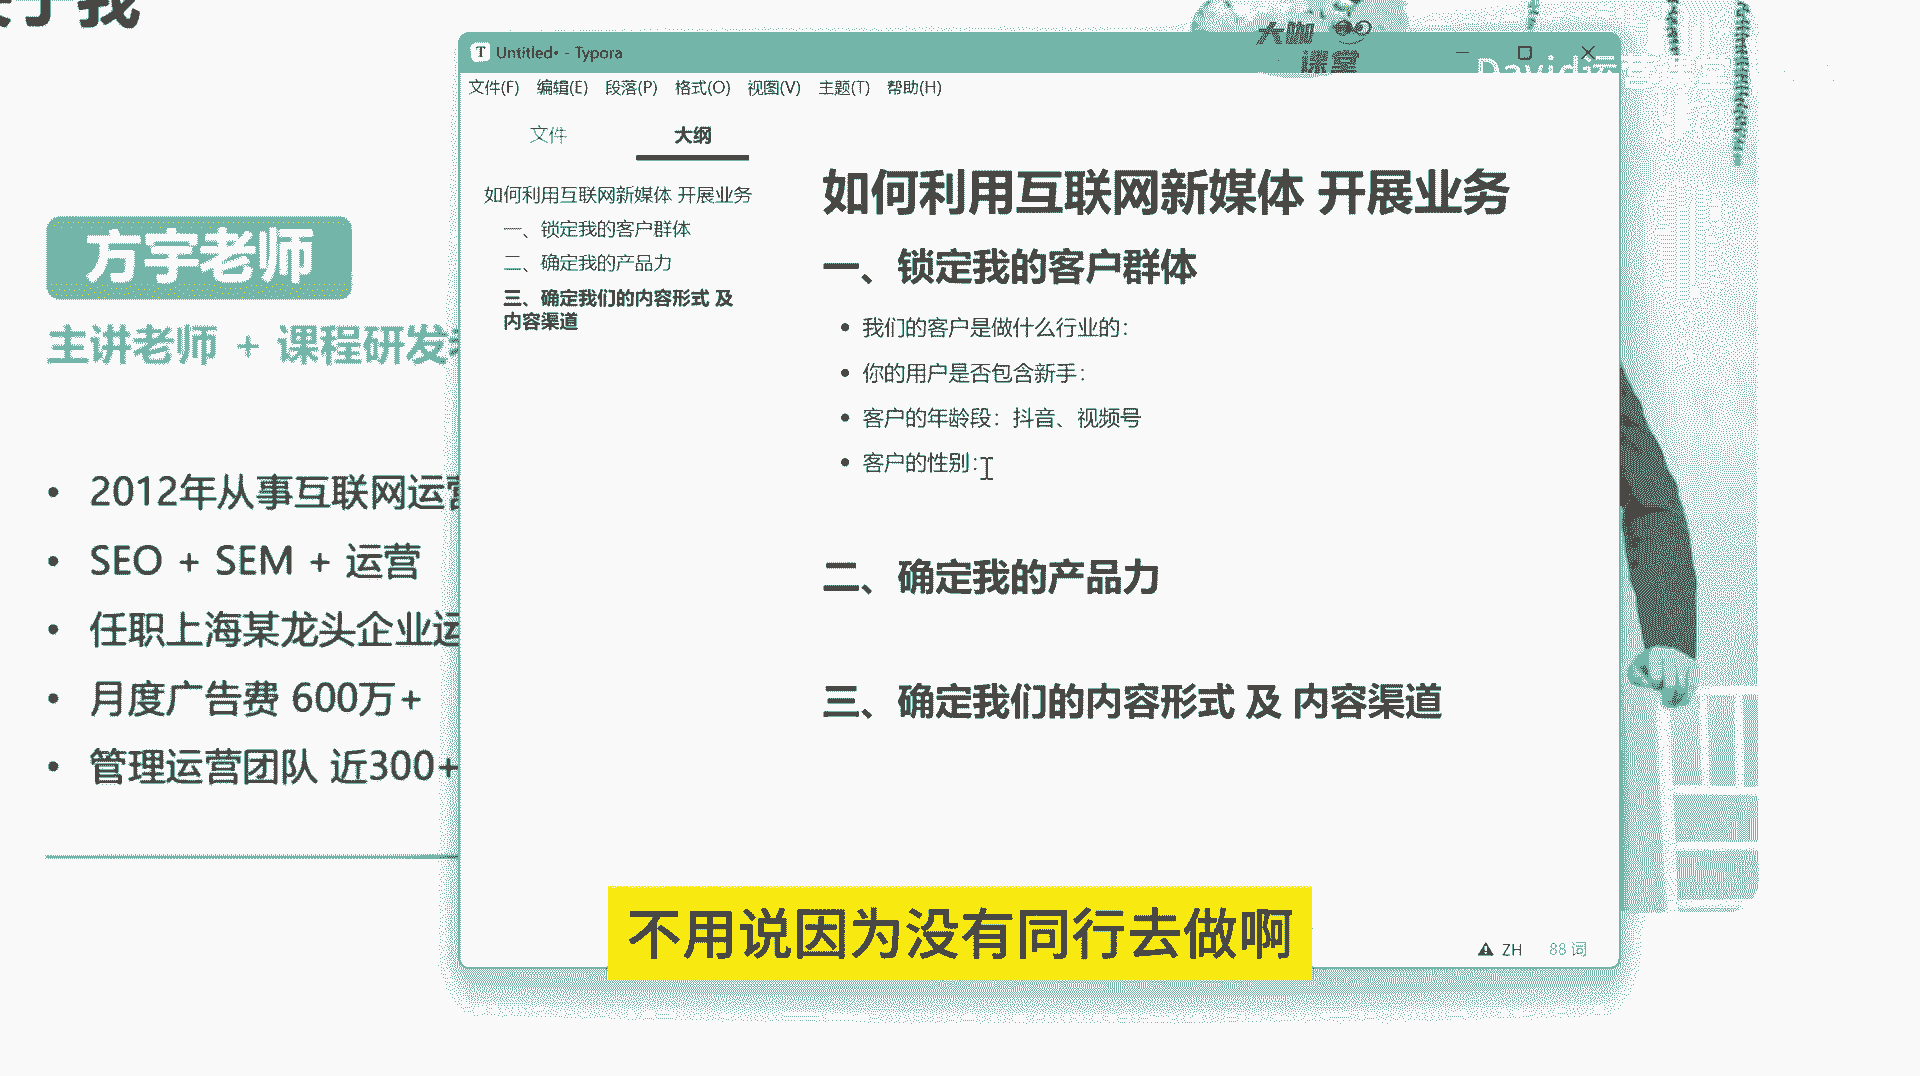 我
方宇老师
主讲老师 + 课程研发
2012年从事互联网运营
SEO + SEM + 运营
任职上海某龙头企业运
月度广告费 600万+
管理运营团队 近300+
大咖
课堂
David运
Untitled• - Typora
文件(F) 编辑(E) 段落(P) 格式(O) 视图(V) 主题(T) 帮助(H)
文件 大纲
如何利用互联网新媒体 开展业务
一、锁定我的客户群体
二、确定我的产品力
三、确定我们的内容形式 及
内容渠道
如何利用互联网新媒体 开展业务
一、锁定我的客户群体
我们的客户是做什么行业的：
你的用户是否包含新手：
客户的年龄段：抖音、视频号
客户的性别：
二、确定我的产品力
三、确定我们的内容形式 及 内容渠道
不用说因为没有同行去做啊
ZH 88 词